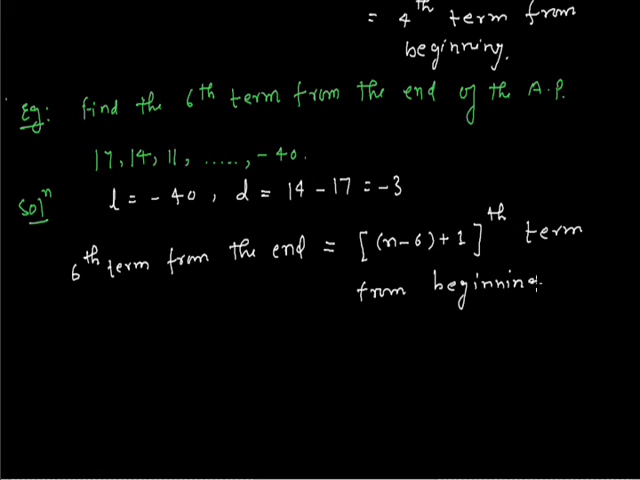 = 4th term from
beginning.
Eg: Find the 6th term from the end of the A.P.
17, 14, 11, ....., -40.
Soln l = -40, d = 14 - 17 = -3
6th term from the end = [(n-6)+1]th term
from beginning